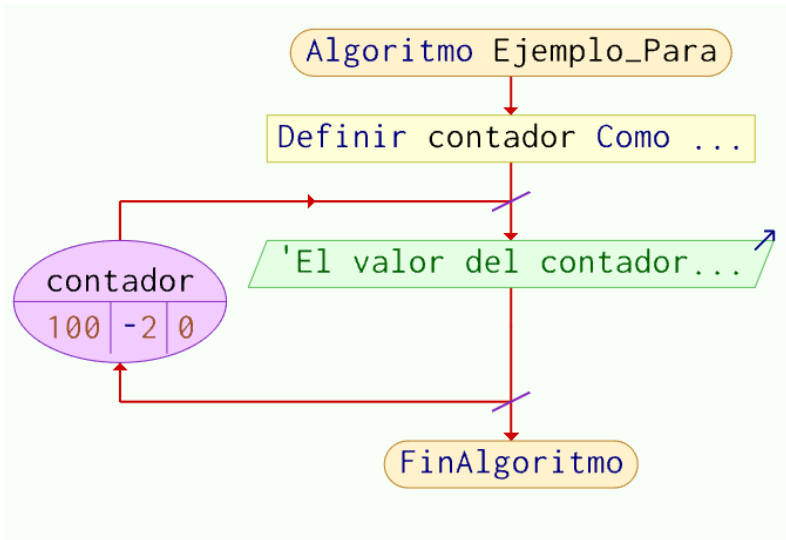 Algoritmo Ejemplo_Para
Definir contador Como ...
'El valor del contador...
contador
100 -2 0
FinAlgoritmo